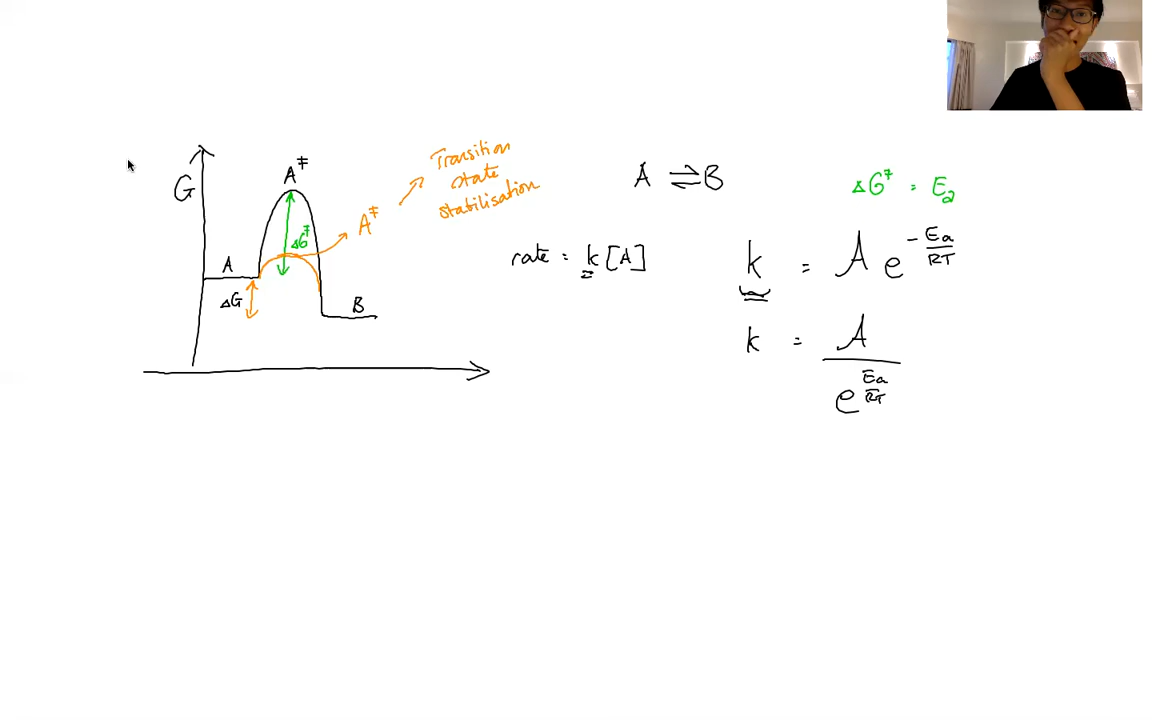 G
A‡
A
ΔG‡
ΔG
B
A‡
Transition
state
stabilisation
A ⇌ B
rate = k [A]
ΔG‡ = Ea
k = A e^(-Ea/RT)
k = A / e^(Ea/RT)